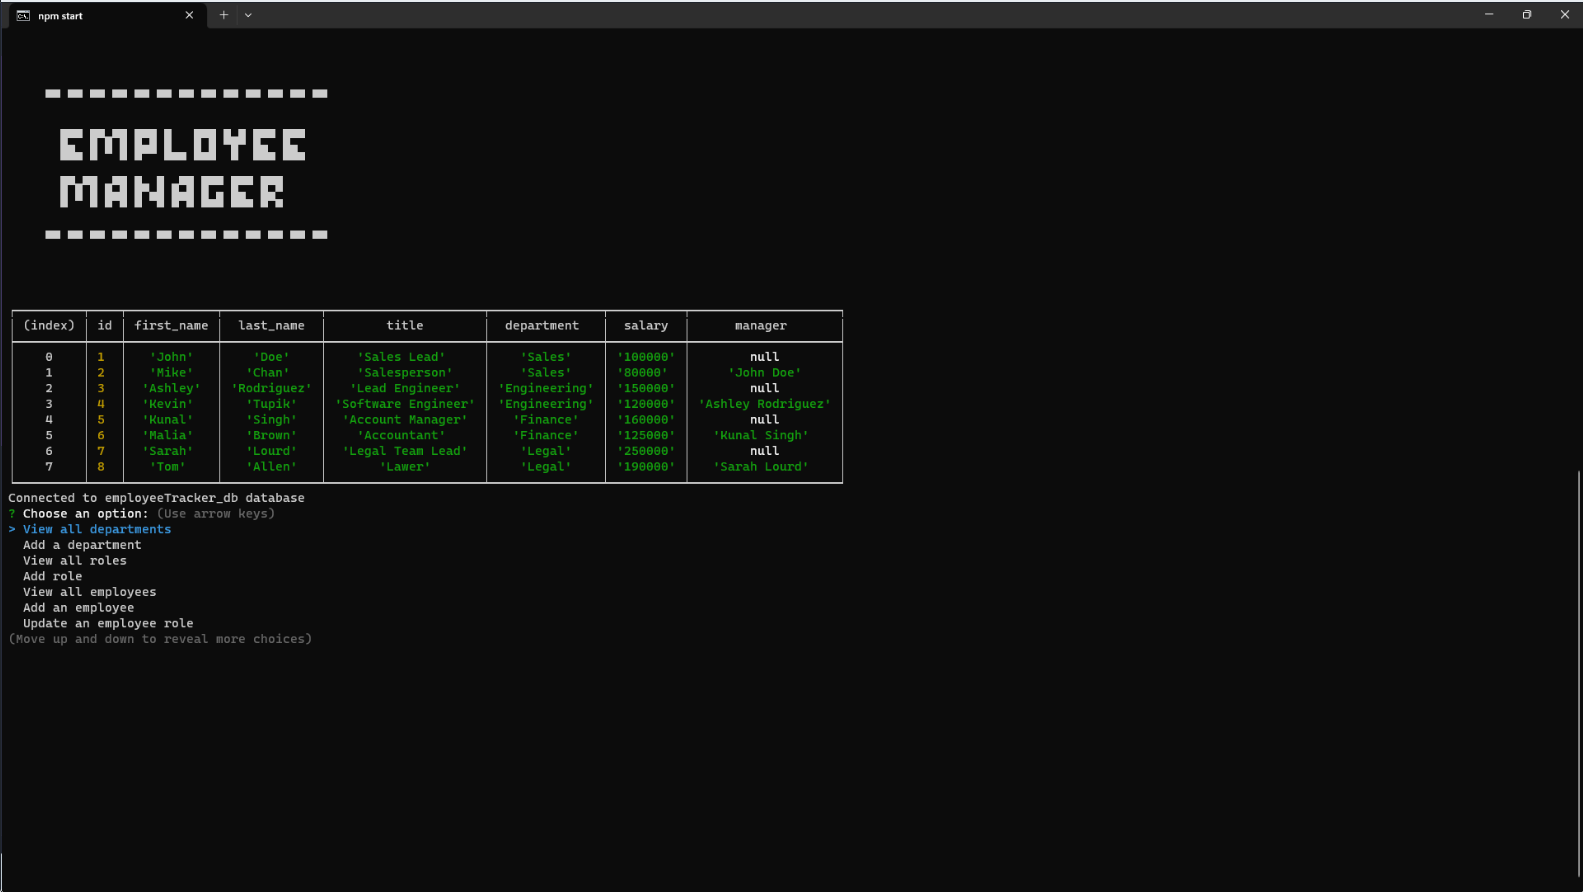 npm start
EMPLOYEE
MANAGER
(index) id first_name last_name title department salary manager
0 1 'John' 'Doe' 'Sales Lead' 'Sales' '100000' null
1 2 'Mike' 'Chan' 'Salesperson' 'Sales' '80000' 'John Doe'
2 3 'Ashley' 'Rodriguez' 'Lead Engineer' 'Engineering' '150000' null
3 4 'Kevin' 'Tupik' 'Software Engineer' 'Engineering' '120000' 'Ashley Rodriguez'
4 5 'Kunal' 'Singh' 'Account Manager' 'Finance' '160000' null
5 6 'Malia' 'Brown' 'Accountant' 'Finance' '125000' 'Kunal Singh'
6 7 'Sarah' 'Lourd' 'Legal Team Lead' 'Legal' '250000' null
7 8 'Tom' 'Allen' 'Lawer' 'Legal' '190000' 'Sarah Lourd'
Connected to employeeTracker_db database
? Choose an option: (Use arrow keys)
> View all departments
Add a department
View all roles
Add role
View all employees
Add an employee
Update an employee role
(Move up and down to reveal more choices)